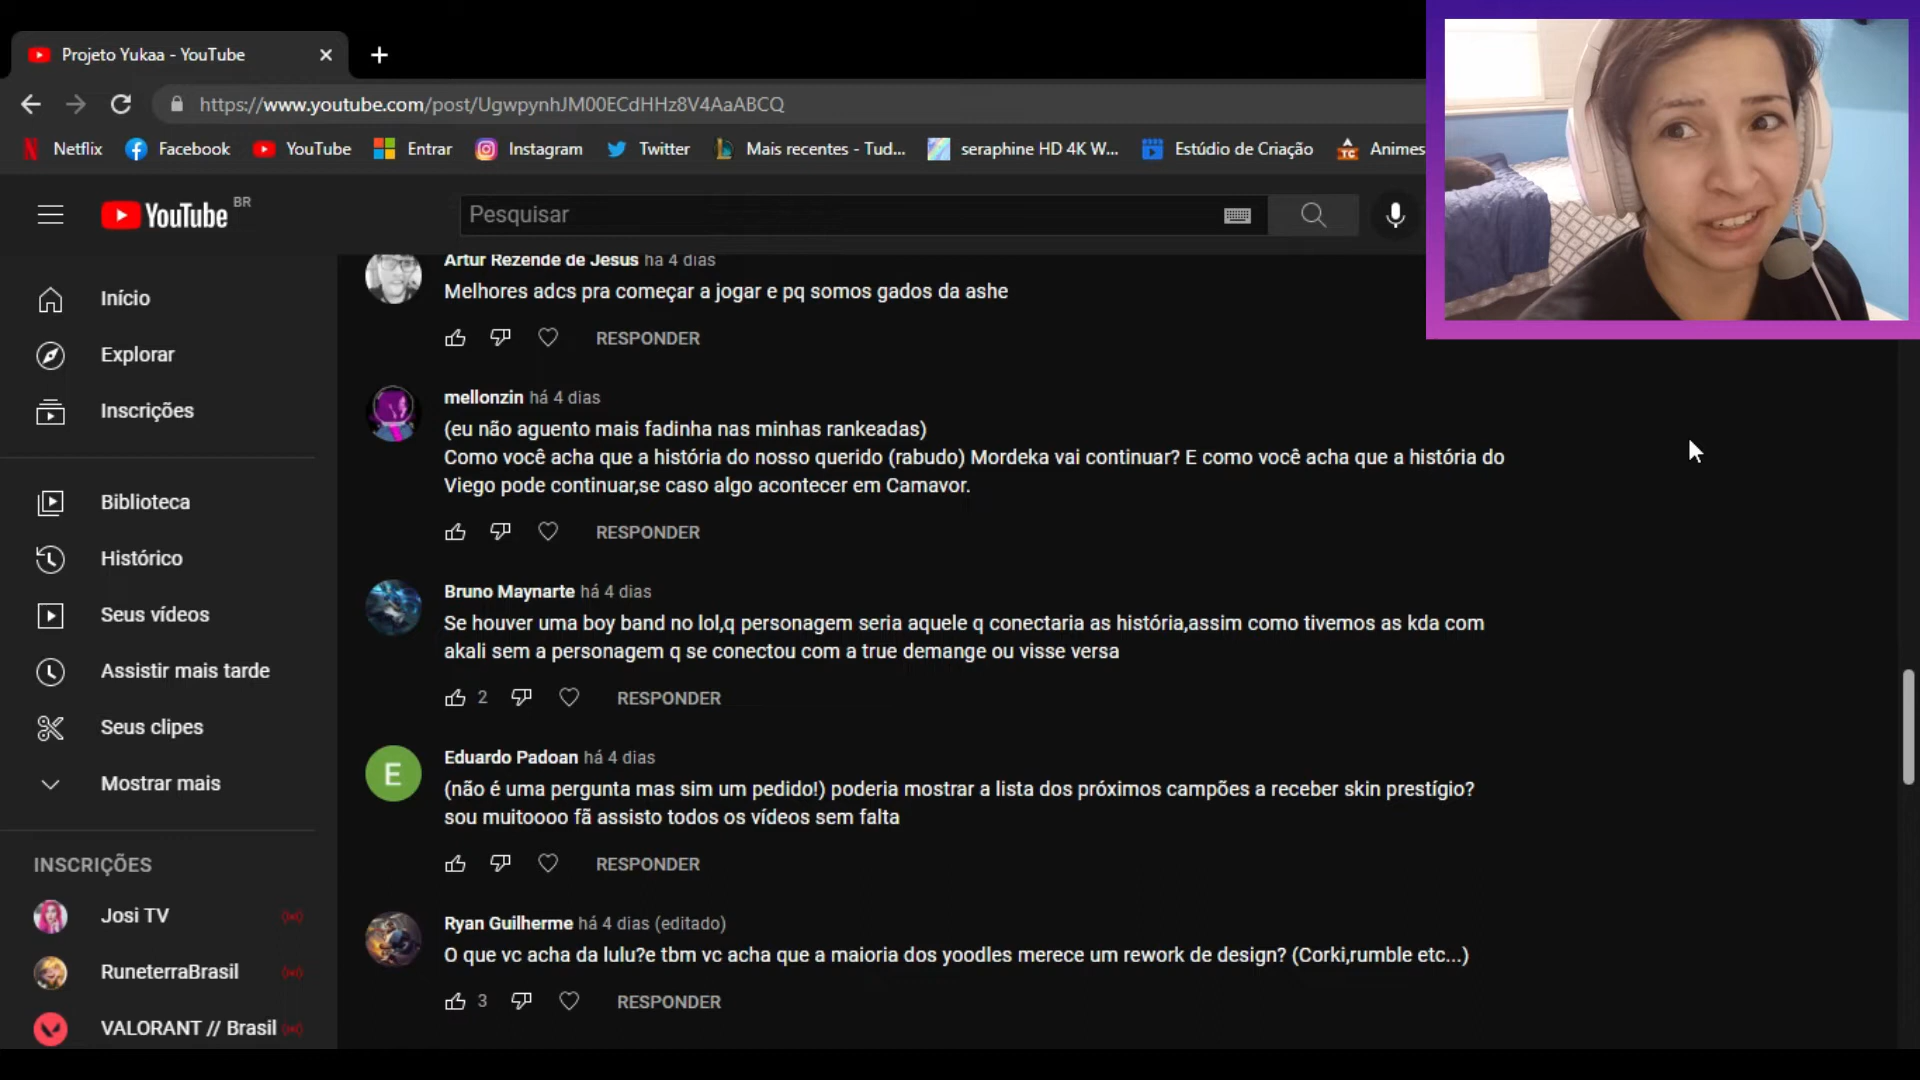 Projeto Yukaa - YouTube
https://www.youtube.com/post/UgwpynhJM00ECdHHz8V4AaABCQ
Netflix Facebook YouTube Entrar Instagram Twitter Mais recentes - Tud... seraphine HD 4K W... Estúdio de Criação Animes
YouTube BR
Pesquisar
Início
Explorar
Inscrições
Biblioteca
Histórico
Seus vídeos
Assistir mais tarde
Seus clipes
Mostrar mais
INSCRIÇÕES
Josi TV
RuneterraBrasil
VALORANT // Brasil
Artur Rezende de Jesus há 4 dias
Melhores adcs pra começar a jogar e pq somos gados da ashe
RESPONDER
mellonzin há 4 dias
(eu não aguento mais fadinha nas minhas rankeadas)
Como você acha que a história do nosso querido (rabudo) Mordeka vai continuar? E como você acha que a história do
Viego pode continuar,se caso algo acontecer em Camavor.
RESPONDER
Bruno Maynarte há 4 dias
Se houver uma boy band no lol,q personagem seria aquele q conectaria as história,assim como tivemos as kda com
akali sem a personagem q se conectou com a true demange ou visse versa
2 RESPONDER
E
Eduardo Padoan há 4 dias
(não é uma pergunta mas sim um pedido!) poderia mostrar a lista dos próximos campões a receber skin prestígio?
sou muitoooo fã assisto todos os vídeos sem falta
RESPONDER
Ryan Guilherme há 4 dias (editado)
O que vc acha da lulu?e tbm vc acha que a maioria dos yoodles merece um rework de design? (Corki,rumble etc...)
3 RESPONDER